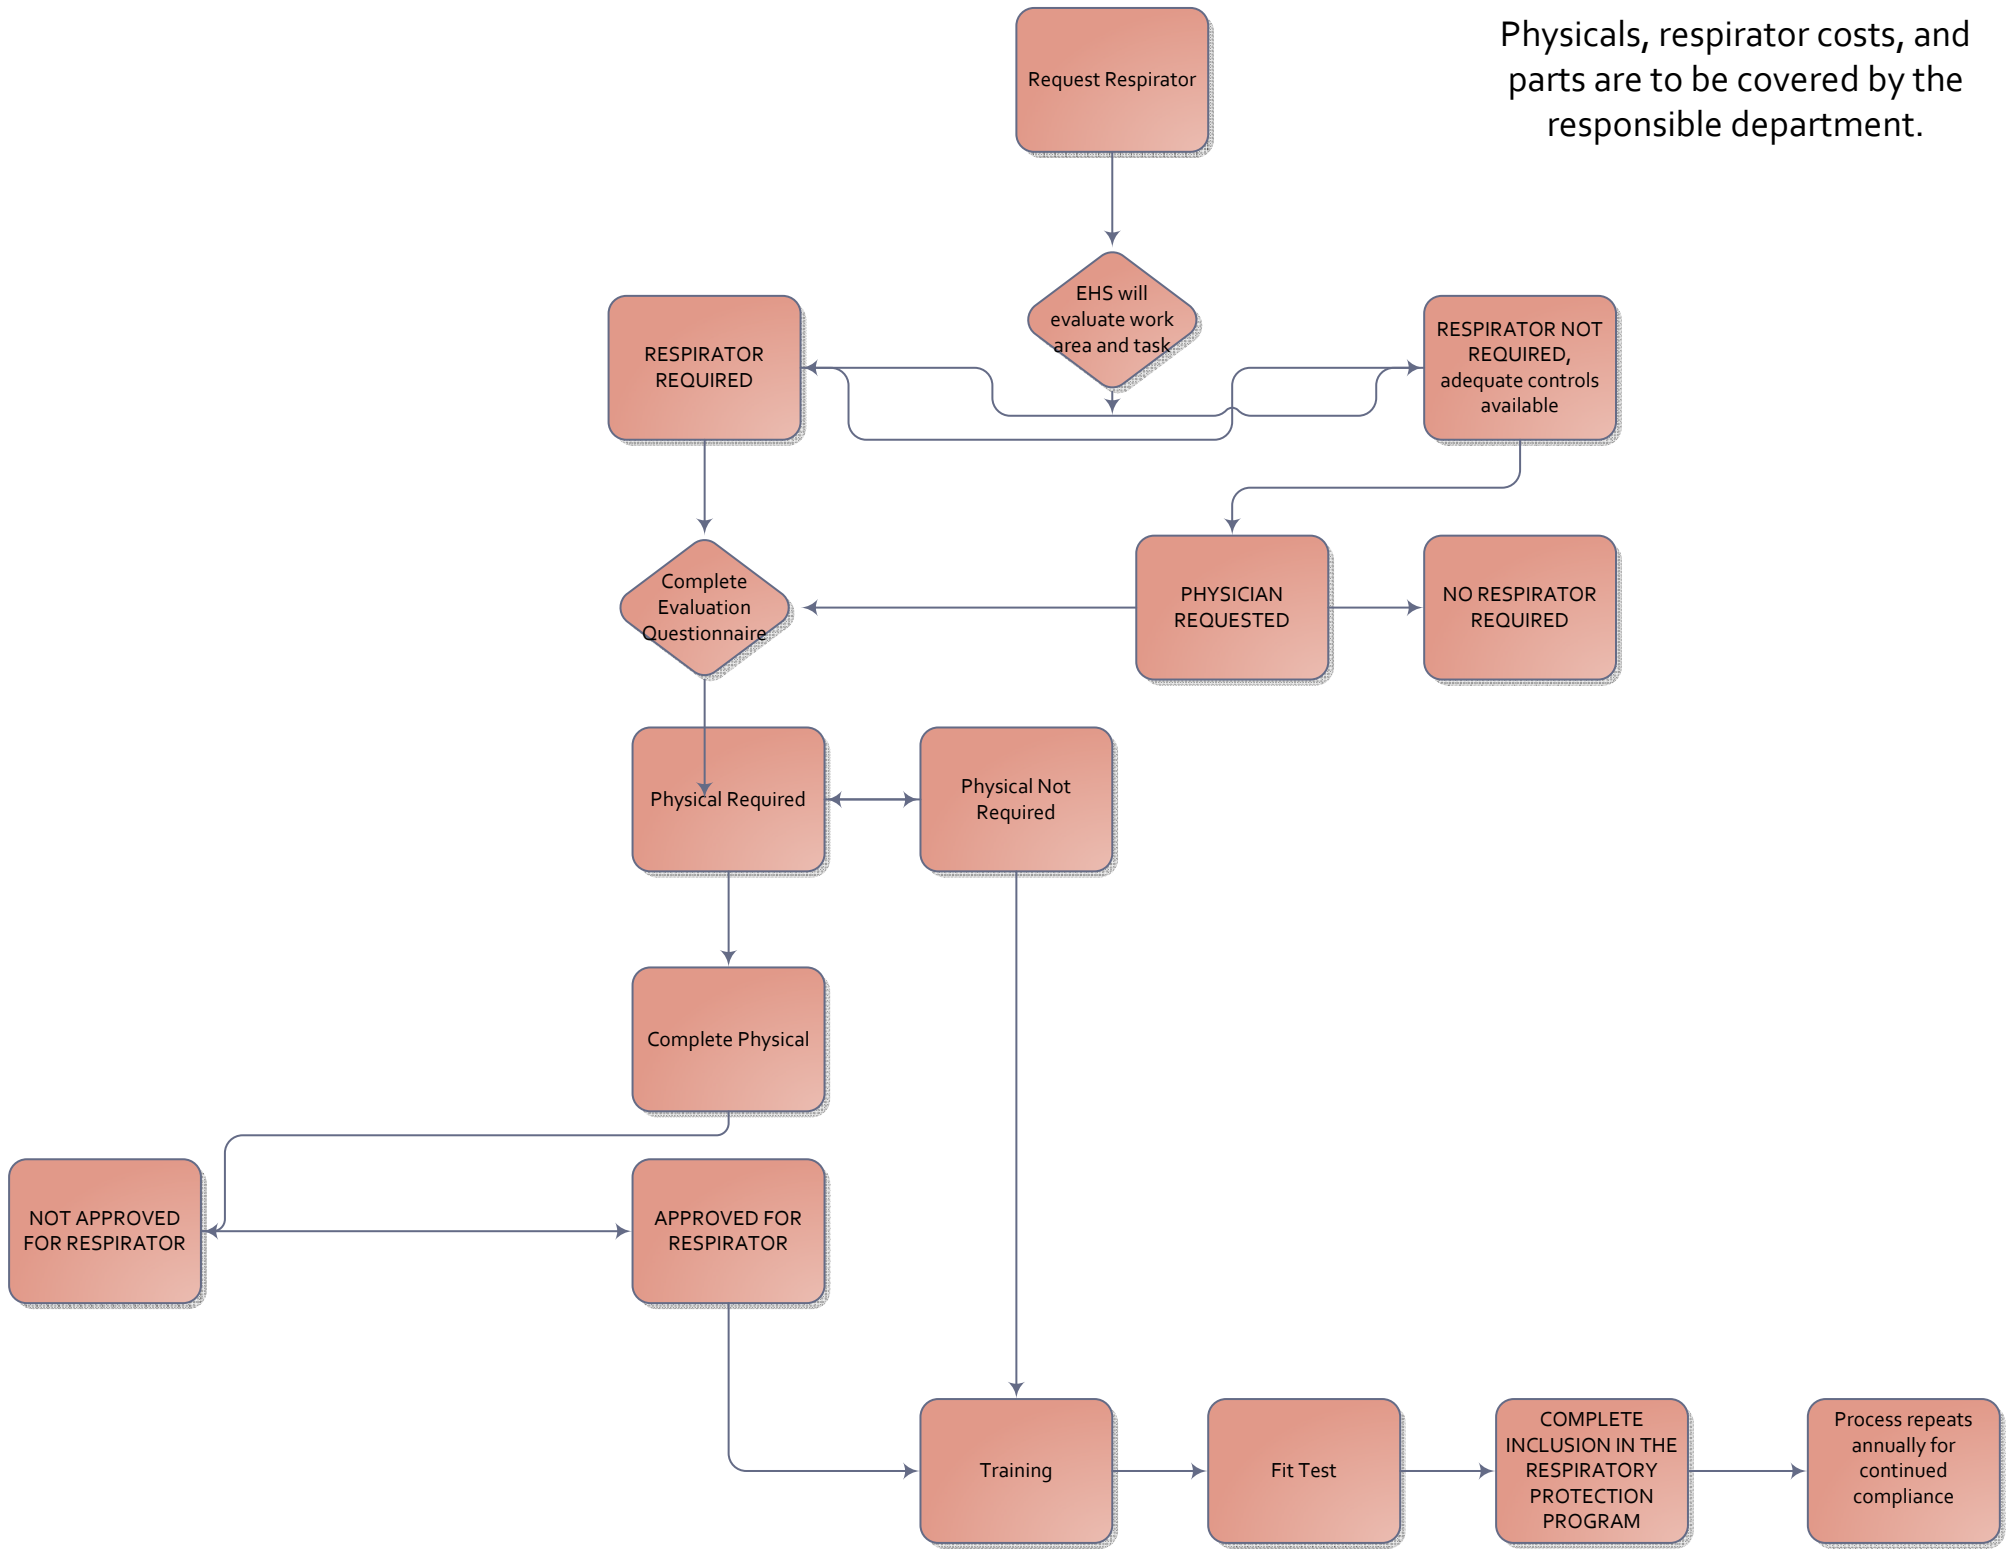 Physicals, respirator costs, and
parts are to be covered by the
responsible department.
Request Respirator
EHS will
evaluate work
area and task
RESPIRATOR
REQUIRED
RESPIRATOR NOT
REQUIRED,
adequate controls
available
Complete
Evaluation
Questionnaire
PHYSICIAN
REQUESTED
NO RESPIRATOR
REQUIRED
Physical Required
Physical Not
Required
Complete Physical
NOT APPROVED
FOR RESPIRATOR
APPROVED FOR
RESPIRATOR
Training
Fit Test
COMPLETE
INCLUSION IN THE
RESPIRATORY
PROTECTION
PROGRAM
Process repeats
annually for
continued
compliance